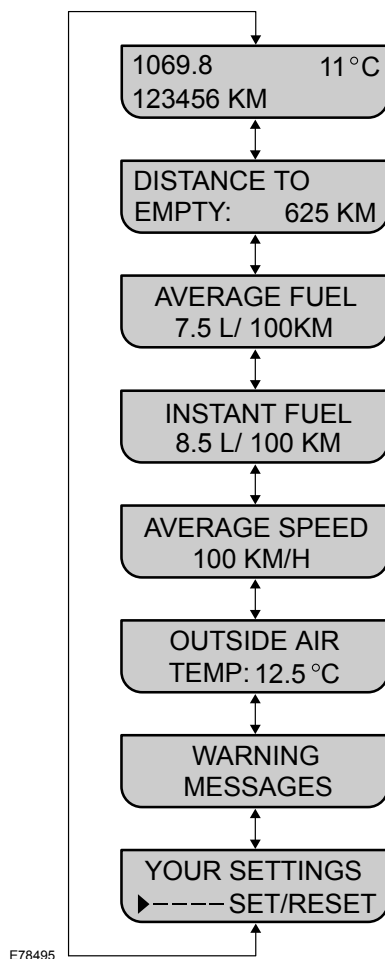 1069.8 11°C
123456 KM
DISTANCE TO
EMPTY: 625 KM
AVERAGE FUEL
7.5 L/ 100KM
INSTANT FUEL
8.5 L/ 100 KM
AVERAGE SPEED
100 KM/H
OUTSIDE AIR
TEMP: 12.5 °C
WARNING
MESSAGES
YOUR SETTINGS
----SET/RESET
E78495